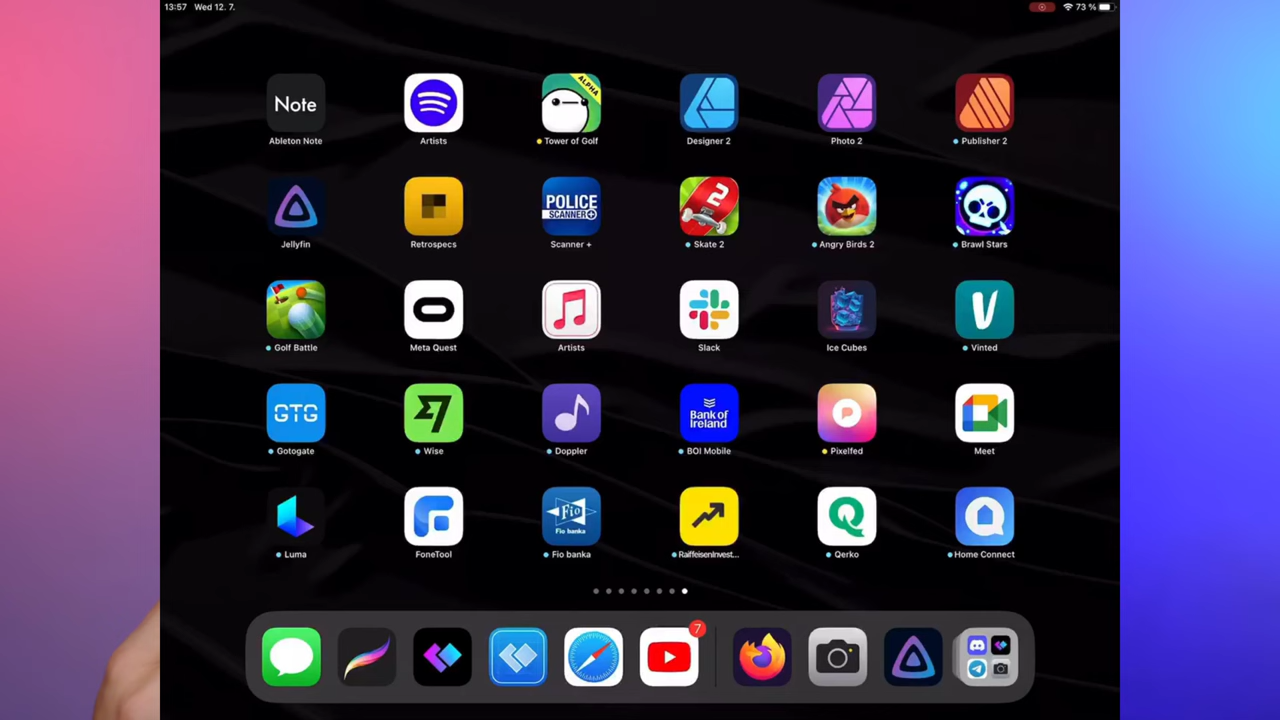 13:57 Wed 12. 7.
73 %
Note
ALPHA
Ableton Note
Artists
Tower of Golf
Designer 2
Photo 2
Publisher 2
POLICE
SCANNER+
2
Jellyfin
Retrospecs
Scanner +
Skate 2
Angry Birds 2
Brawl Stars
V
Golf Battle
Meta Quest
Artists
Slack
Ice Cubes
Vinted
GTG
7
Bank of
Ireland
P
Gotogate
Wise
Doppler
BOI Mobile
Pixelfed
Meet
Fio
Fio banka
Luma
FoneTool
Fio banka
RaiffeisenInvest...
Qerko
Home Connect
7